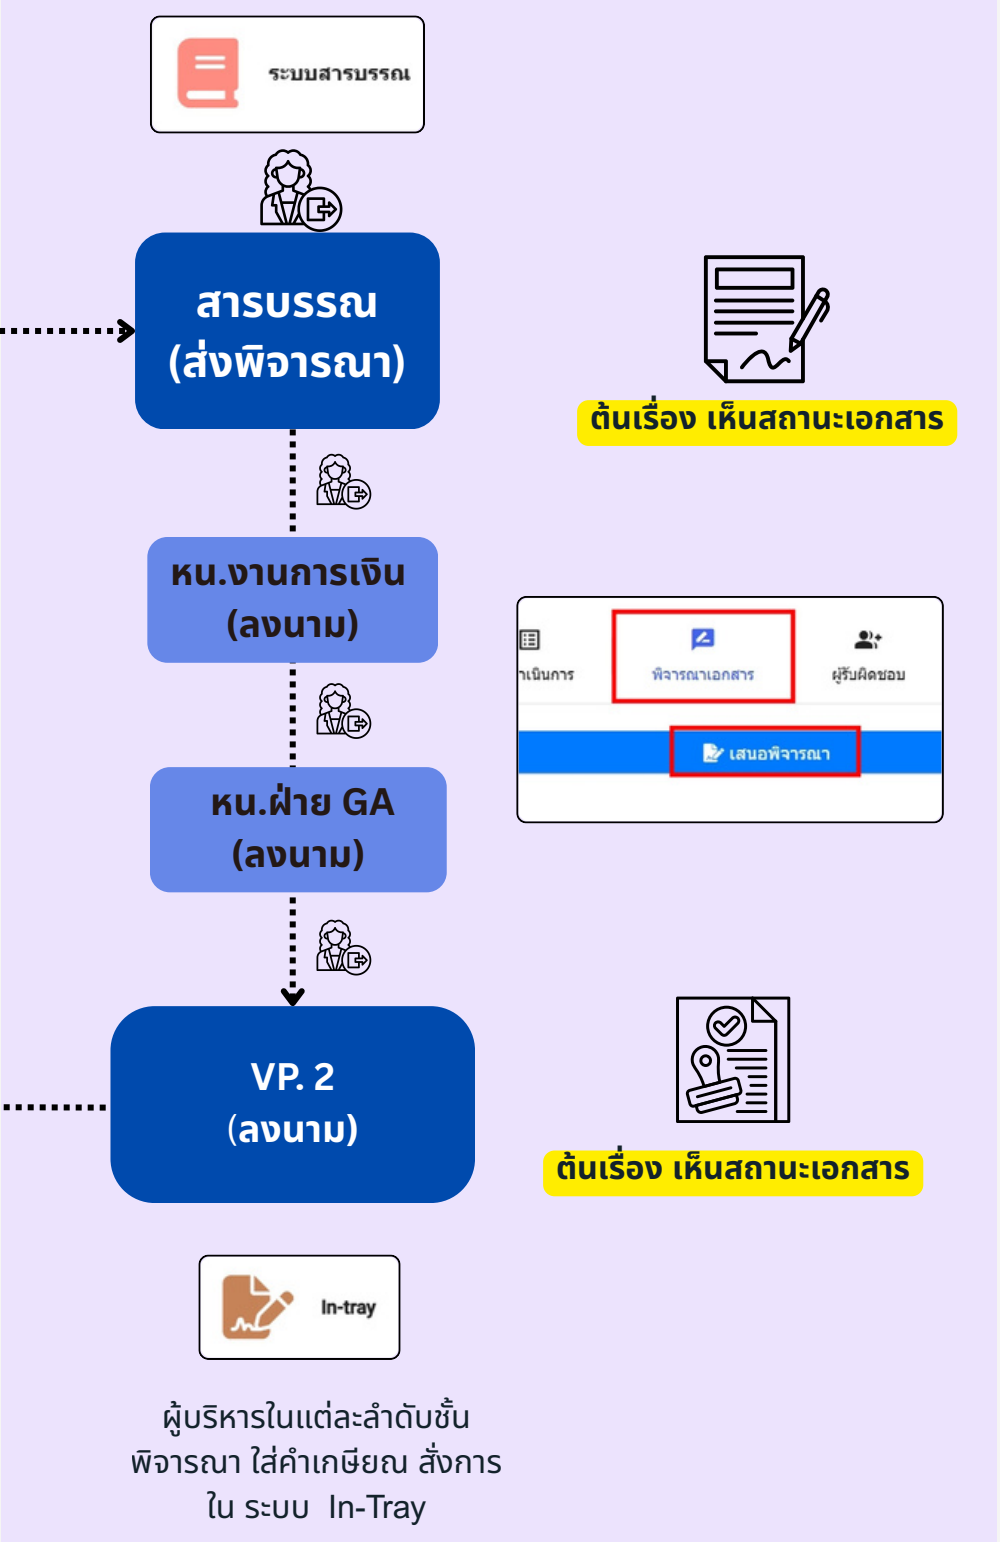 ระบบสารบรรณ
สารบรรณ
(ส่งพิจารณา)
ต้นเรื่อง เห็นสถานะเอกสาร
หน.งานการเงิน
(ลงนาม)
าเนินการ
พิจารณาเอกสาร
ผู้รับผิดชอบ
เสนอพิจารณา
หน.ฝ่าย GA
(ลงนาม)
VP. 2
(ลงนาม)
ต้นเรื่อง เห็นสถานะเอกสาร
In-tray
ผู้บริหารในแต่ละลำดับชั้น
พิจารณา ใส่คำเกษียณ สั่งการ
ใน ระบบ In-Tray